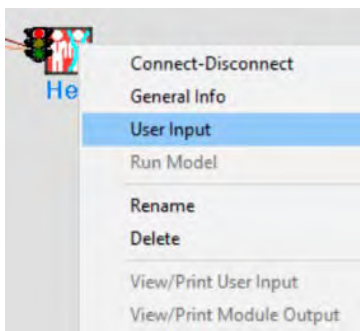 He
Connect-Disconnect
General Info
User Input
Run Model
Rename
Delete
View/Print User Input
View/Print Module Output